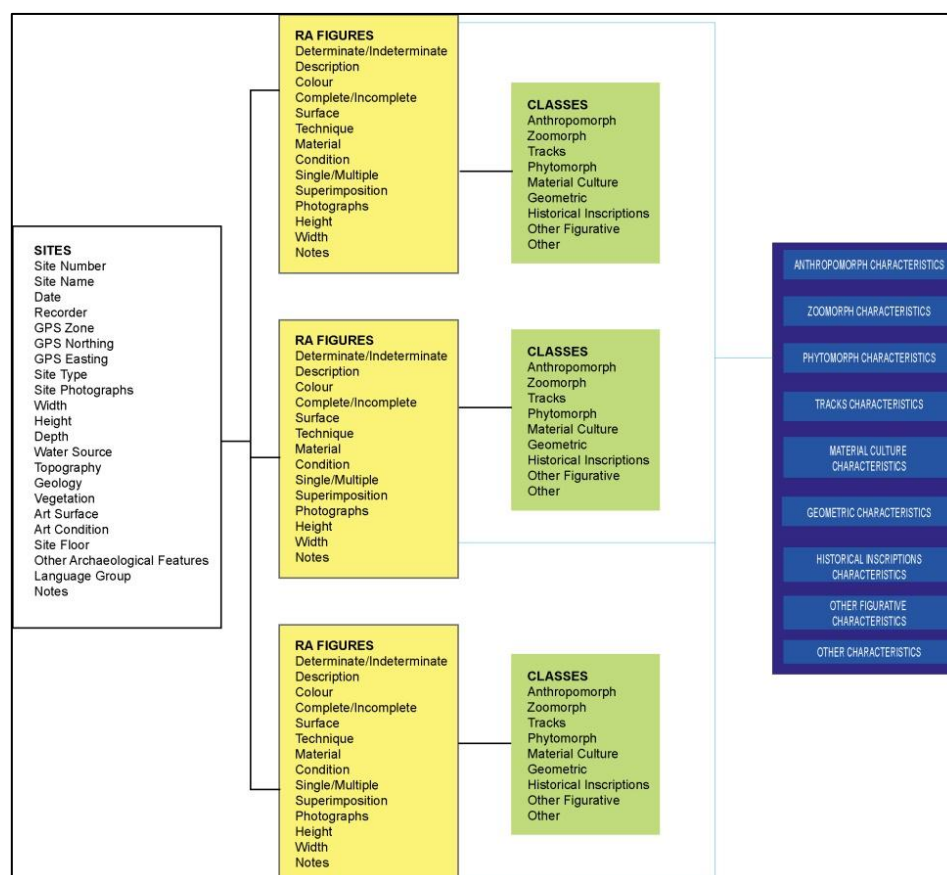 SITES
Site Number
Site Name
Date
Recorder
GPS Zone
GPS Northing
GPS Easting
Site Type
Site Photographs
Width
Height
Depth
Water Source
Topography
Geology
Vegetation
Art Surface
Art Condition
Site Floor
Other Archaeological Features
Language Group
Notes
RA FIGURES
Determinate/Indeterminate
Description
Colour
Complete/Incomplete
Surface
Technique
Material
Condition
Single/Multiple
Superimposition
Photographs
Height
Width
Notes
CLASSES
Anthropomorph
Zoomorph
Tracks
Phytomorph
Material Culture
Geometric
Historical Inscriptions
Other Figurative
Other
RA FIGURES
Determinate/Indeterminate
Description
Colour
Complete/Incomplete
Surface
Technique
Material
Condition
Single/Multiple
Superimposition
Photographs
Height
Width
Notes
CLASSES
Anthropomorph
Zoomorph
Tracks
Phytomorph
Material Culture
Geometric
Historical Inscriptions
Other Figurative
Other
RA FIGURES
Determinate/Indeterminate
Description
Colour
Complete/Incomplete
Surface
Technique
Material
Condition
Single/Multiple
Superimposition
Photographs
Height
Width
Notes
CLASSES
Anthropomorph
Zoomorph
Tracks
Phytomorph
Material Culture
Geometric
Historical Inscriptions
Other Figurative
Other
ANTHROPOMORPH CHARACTERISTICS
ZOOMORPH CHARACTERISTICS
PHYTOMORPH CHARACTERISTICS
TRACKS CHARACTERISTICS
MATERIAL CULTURE
CHARACTERISTICS
GEOMETRIC CHARACTERISTICS
HISTORICAL INSCRIPTIONS
CHARACTERISTICS
OTHER FIGURATIVE
CHARACTERISTICS
OTHER CHARACTERISTICS